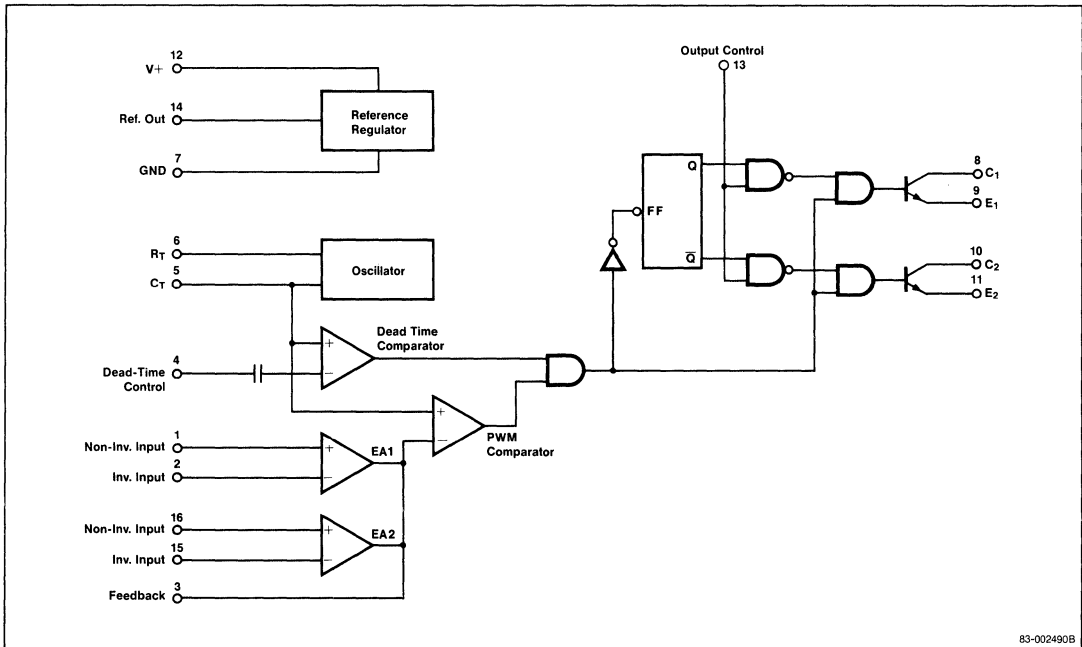 12
V+
14
Ref. Out
7
GND
Reference
Regulator
Output Control
13
6
RT
5
CT
Oscillator
Q
FF
Q̅
8
C1
9
E1
10
C2
11
E2
Dead Time
Comparator
4
Dead-Time
Control
+
−
+
−
PWM
Comparator
1
Non-Inv. Input
2
Inv. Input
+
−
EA1
16
Non-Inv. Input
15
Inv. Input
+
−
EA2
3
Feedback
83-002490B